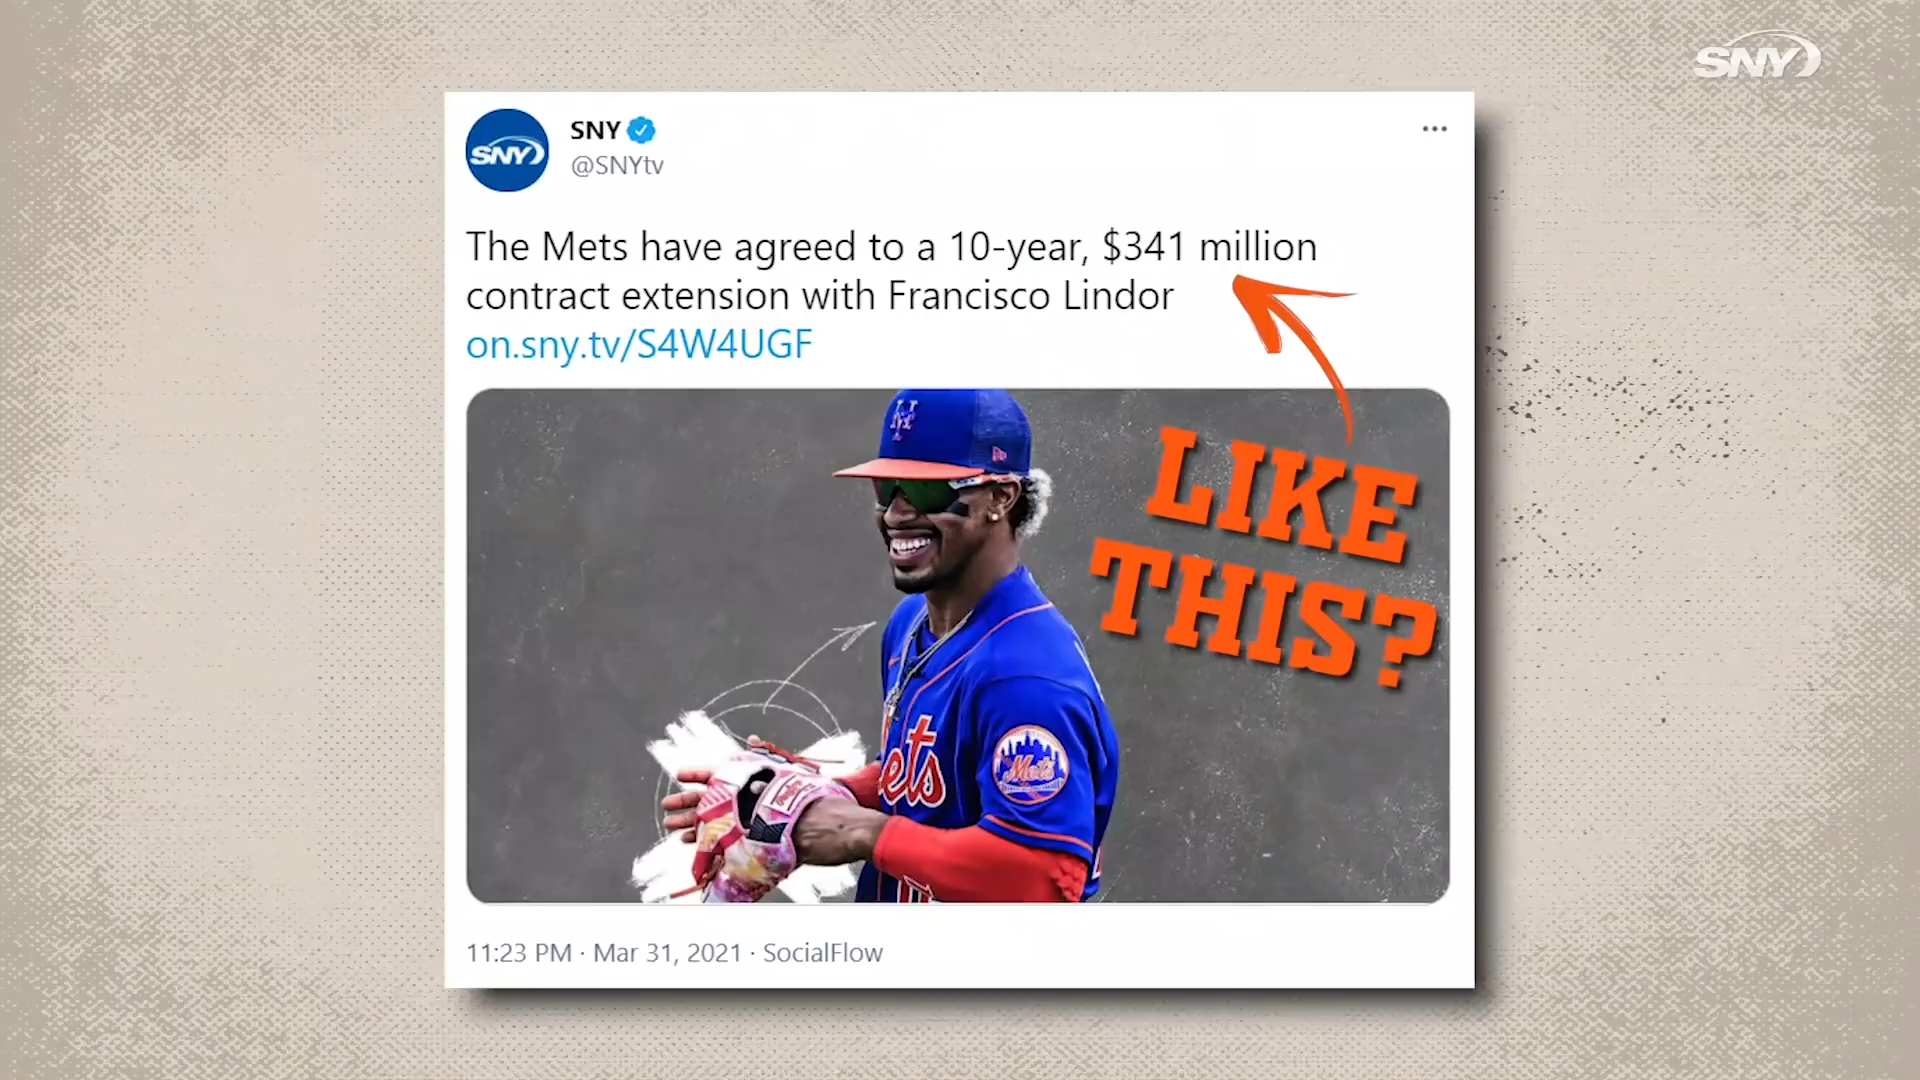 SNY
SNY
@SNYtv
SNY
The Mets have agreed to a 10-year, $341 million
contract extension with Francisco Lindor
on.sny.tv/S4W4UGF
LIKE
THIS?
ets
Mets
11:23 PM · Mar 31, 2021 · SocialFlow